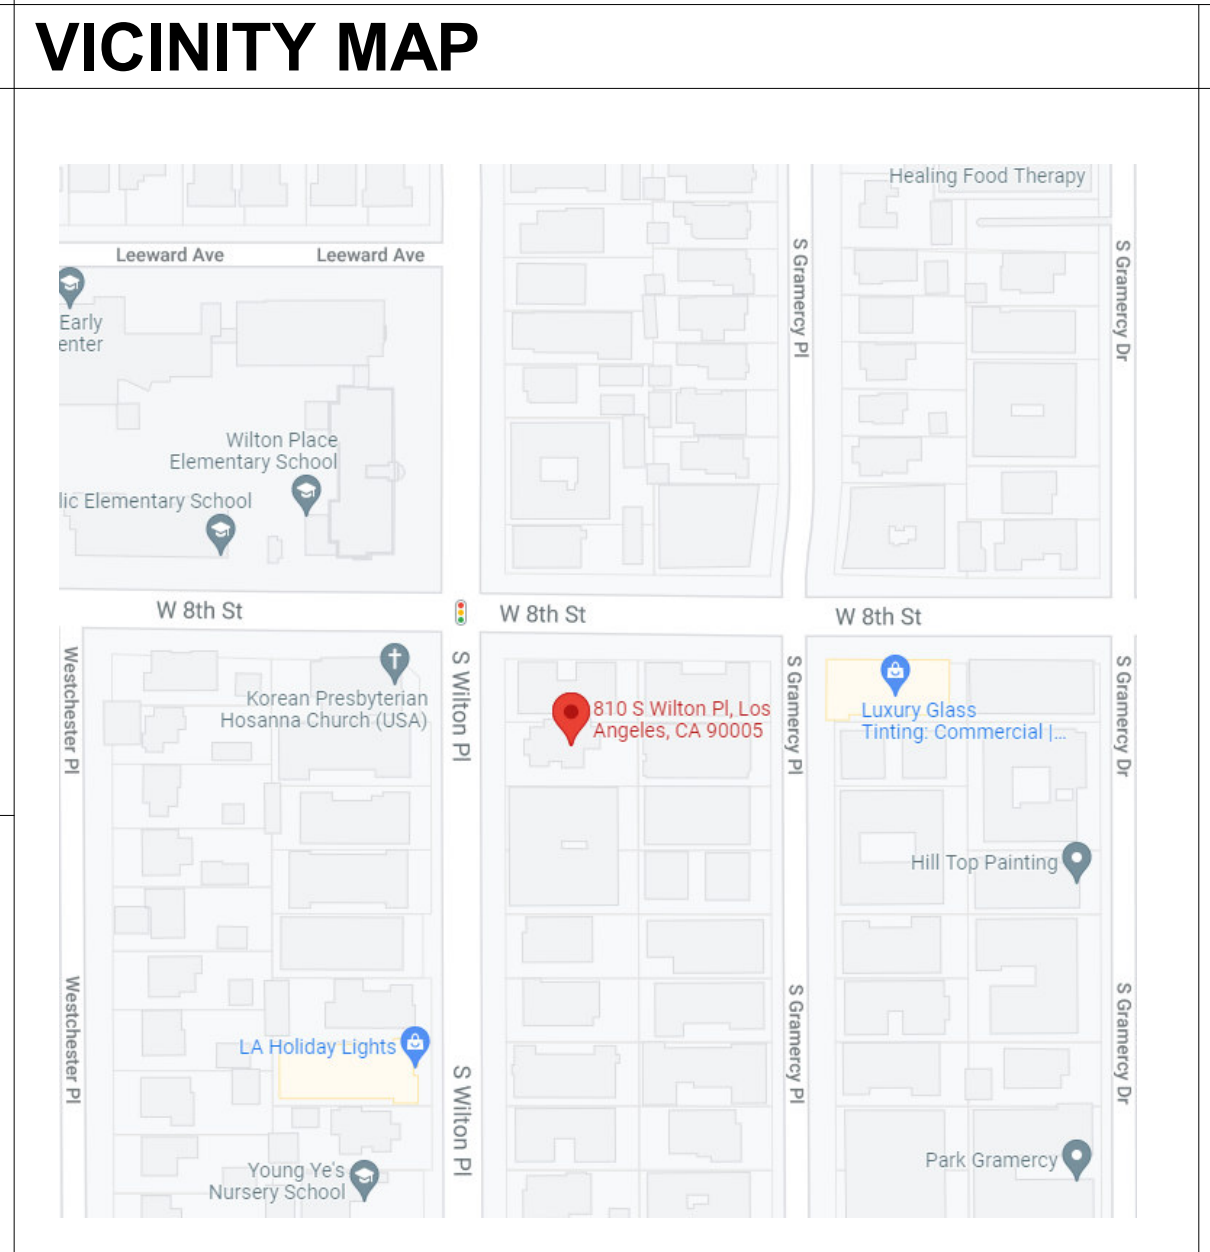 VICINITY MAP
Healing Food Therapy
Leeward Ave
Leeward Ave
S Gramercy Pl
S Gramercy Dr
Early
enter
Wilton Place
Elementary School
lic Elementary School
W 8th St
W 8th St
W 8th St
Westchester Pl
Korean Presbyterian
Hosanna Church (USA)
S Wilton Pl
810 S Wilton Pl, Los
Angeles, CA 90005
S Gramercy Pl
Luxury Glass
Tinting: Commercial |...
S Gramercy Dr
Hill Top Painting
Westchester Pl
LA Holiday Lights
S Wilton Pl
S Gramercy Pl
S Gramercy Dr
Young Ye's
Nursery School
Park Gramercy